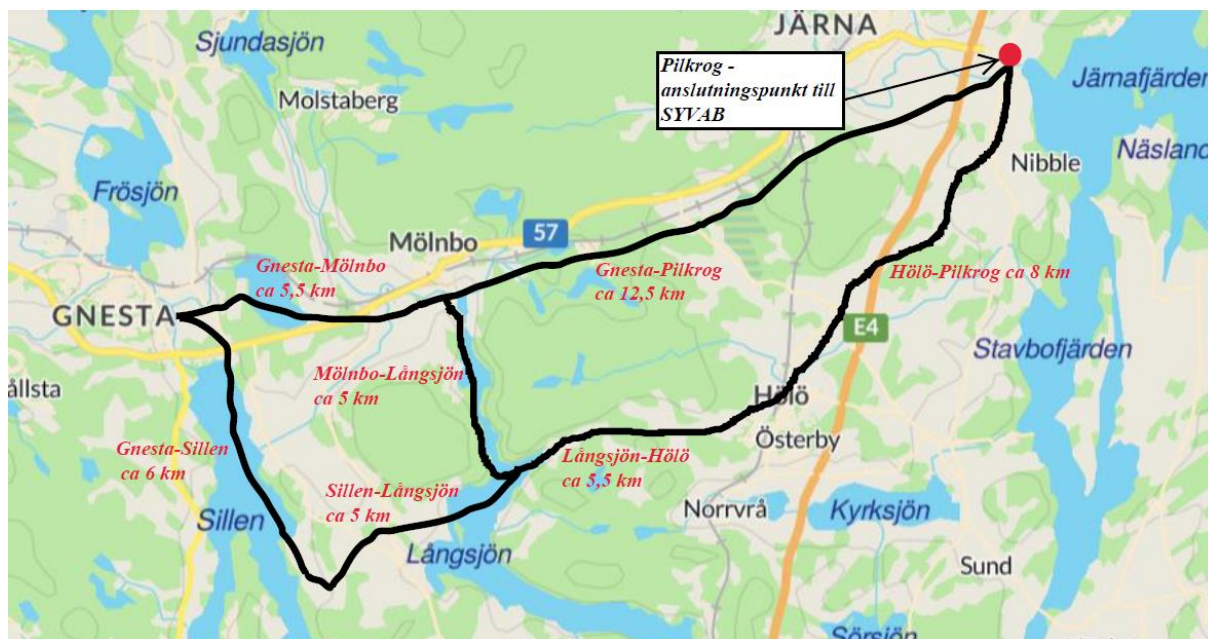 JÄRNA
Sjundasjön
Pilkrog -
anslutningspunkt till
SYVAB
Järnafjärden
Molstaberg
Nibble
Näsland
Frösjön
Mölnbo
57
Gnesta-Mölnbo
ca 5,5 km
Gnesta-Pilkrog
ca 12,5 km
Hölö-Pilkrog ca 8 km
GNESTA
E4
Stavbofjärden
ållsta
Mölnbo-Långsjön
ca 5 km
Hölö
Österby
Gnesta-Sillen
ca 6 km
Långsjön-Hölö
ca 5,5 km
Sillen-Långsjön
ca 5 km
Norrvrå
Kyrksjön
Sillen
Långsjön
Sund
Sörsjön